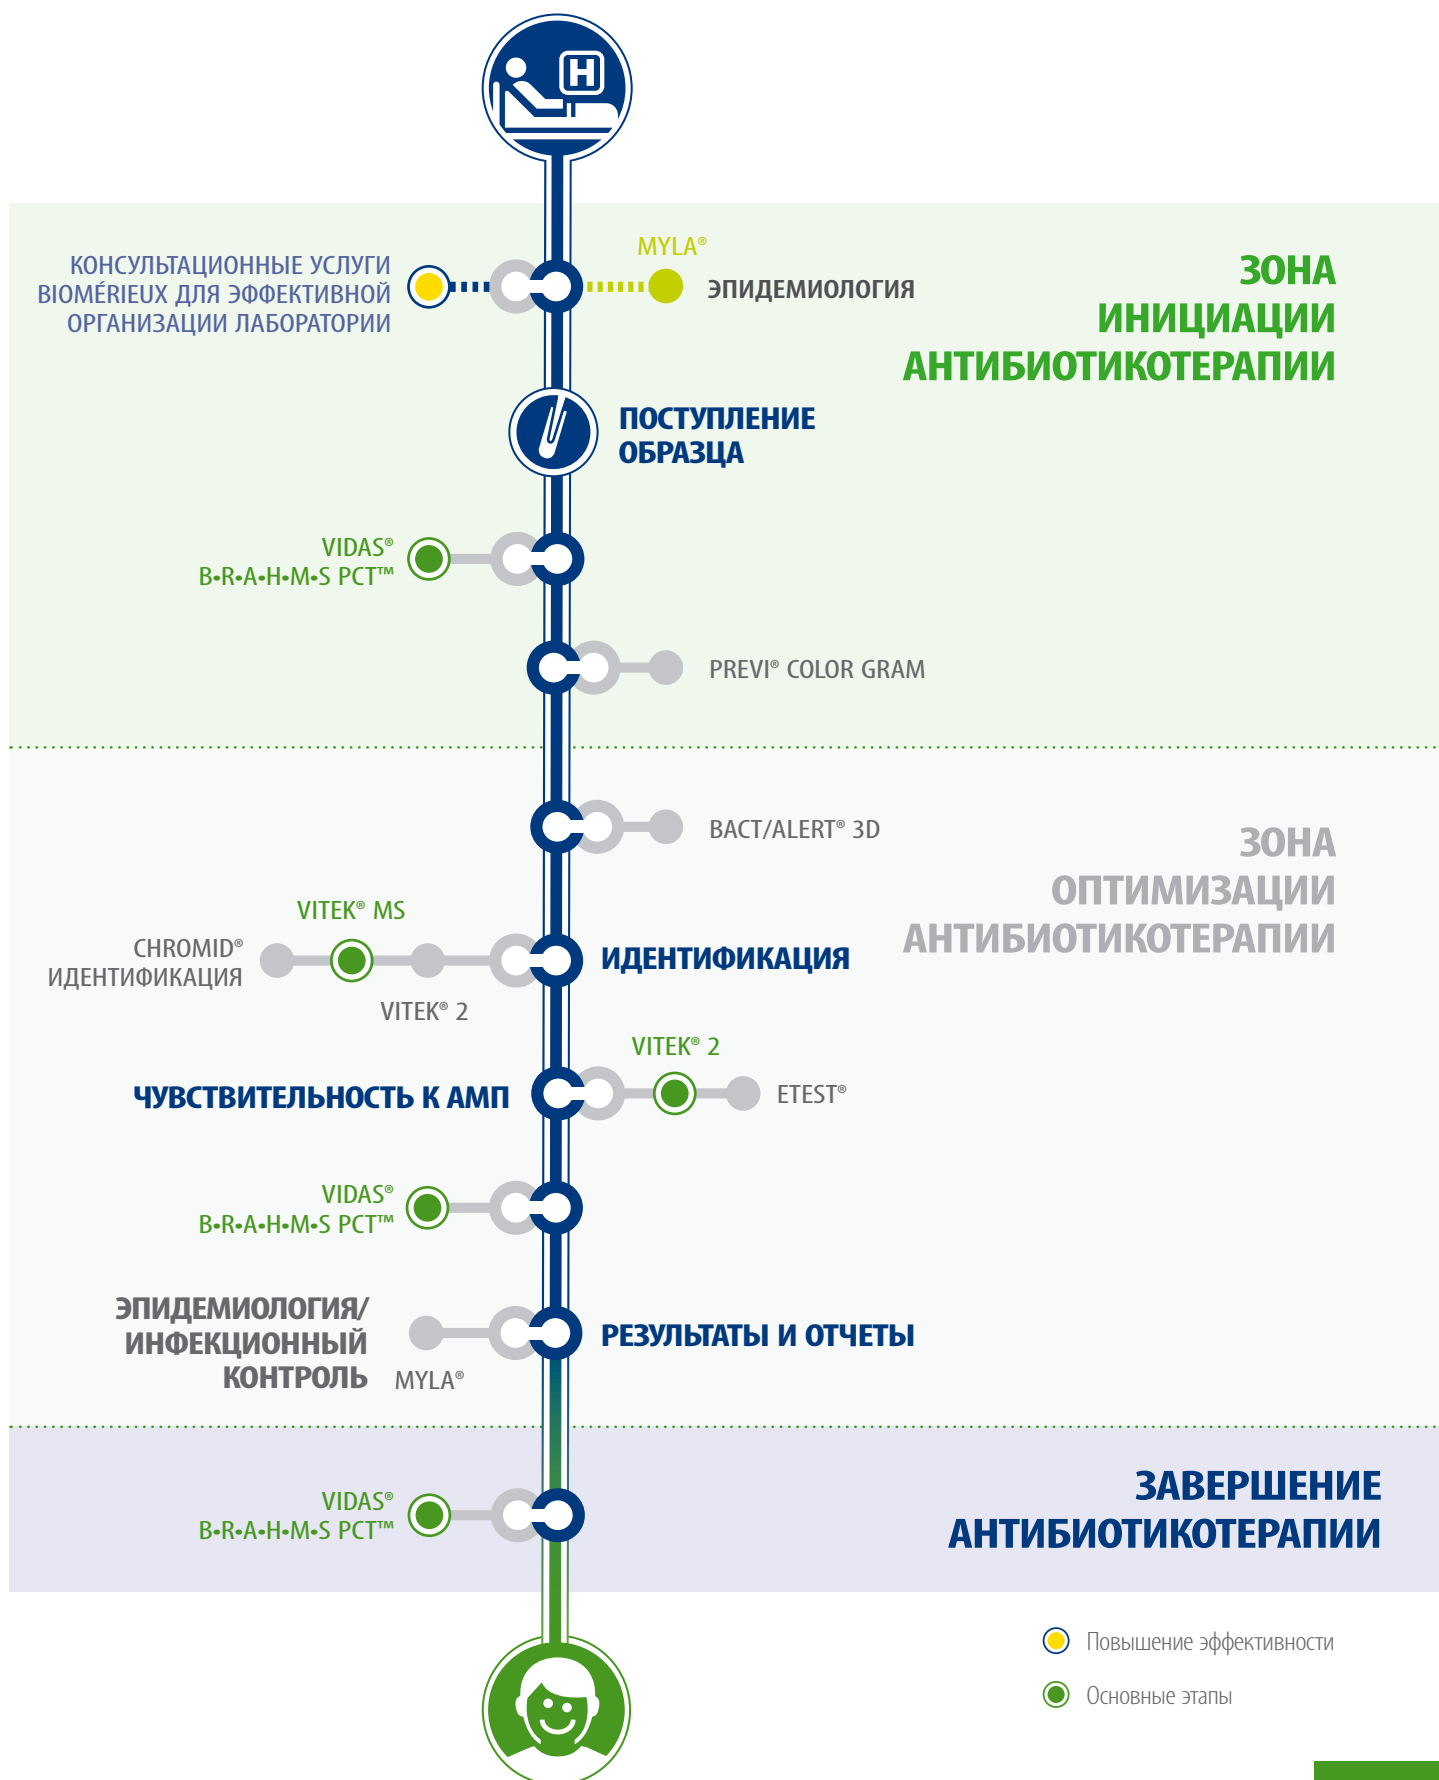 H
КОНСУЛЬТАЦИОННЫЕ УСЛУГИ
BIOMÉRIEUX ДЛЯ ЭФФЕКТИВНОЙ
ОРГАНИЗАЦИИ ЛАБОРАТОРИИ
MYLA®
ЭПИДЕМИОЛОГИЯ
ЗОНА
ИНИЦИАЦИИ
АНТИБИОТИКОТЕРАПИИ
ПОСТУПЛЕНИЕ
ОБРАЗЦА
VIDAS®
B•R•A•H•M•S PCT™
PREVI® COLOR GRAM
BACT/ALERT® 3D
ЗОНА
ОПТИМИЗАЦИИ
АНТИБИОТИКОТЕРАПИИ
VITEK® MS
CHROMID®
ИДЕНТИФИКАЦИЯ
VITEK® 2
ИДЕНТИФИКАЦИЯ
VITEK® 2
ЧУВСТВИТЕЛЬНОСТЬ К АМП
ETEST®
VIDAS®
B•R•A•H•M•S PCT™
ЭПИДЕМИОЛОГИЯ/
ИНФЕКЦИОННЫЙ
КОНТРОЛЬ
MYLA®
РЕЗУЛЬТАТЫ И ОТЧЕТЫ
VIDAS®
B•R•A•H•M•S PCT™
ЗАВЕРШЕНИЕ
АНТИБИОТИКОТЕРАПИИ
Повышение эффективности
Основные этапы